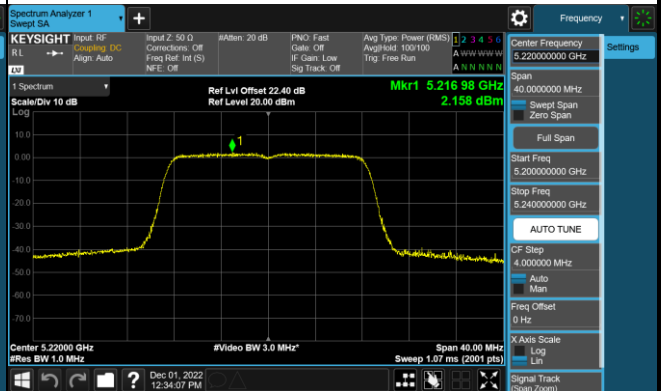 Spectrum Analyzer 1
Swept SA
+
Frequency
KEYSIGHT Input: RF Input Z: 50 Ω #Atten: 20 dB PNO: Fast Avg Type: Power (RMS) 1 2 3 4 5 6
RL Coupling: DC Corrections: Off Gate: Off Avg|Hold: 100/100 A W W W W W
Align: Auto Freq Ref: Int (S) IF Gain: Low Trig: Free Run
NFE: Off Sig Track: Off A N N N N N
LXI
1 Spectrum
Ref Lvl Offset 22.40 dB Mkr1 5.216 98 GHz
Scale/Div 10 dB Ref Level 20.00 dBm 2.158 dBm
Log
10.0
1
0.00
-10.0
-20.0
-30.0
-40.0
-50.0
-60.0
-70.0
Center 5.22000 GHz #Video BW 3.0 MHz* Span 40.00 MHz
#Res BW 1.0 MHz Sweep 1.07 ms (2001 pts)
? Dec 01, 2022
12:34:07 PM
Center Frequency
5.220000000 GHz
Settings
Span
40.0000000 MHz
Swept Span
Zero Span
Full Span
Start Freq
5.200000000 GHz
Stop Freq
5.240000000 GHz
AUTO TUNE
CF Step
4.000000 MHz
Auto
Man
Freq Offset
0 Hz
X Axis Scale
Log
Lin
Signal Track
(Span Zoom)